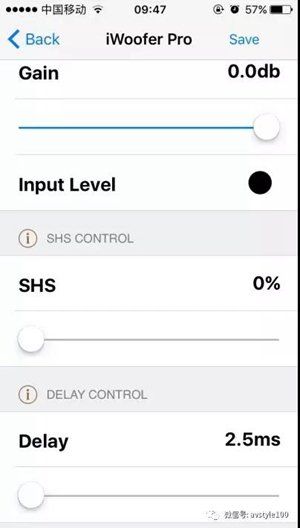 中国移动 09:47 57%
Back iWoofer Pro Save
Gain 0.0db
Input Level
SHS CONTROL
SHS 0%
DELAY CONTROL
Delay 2.5ms
微信号: avstyle100